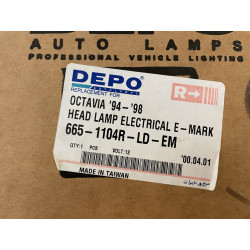 DEPO
AUTO LAMPS
PROFESSIONAL VEHICLE LIGHTING
DEPO
REPLACEMENT FOR
R
OCTAVIA '94-'98
HEAD LAMP ELECTRICAL E-MARK
665-1104R-LD-EM
QTY:1 PCS VOLT:12
'00.04.01
MADE IN TAIWAN